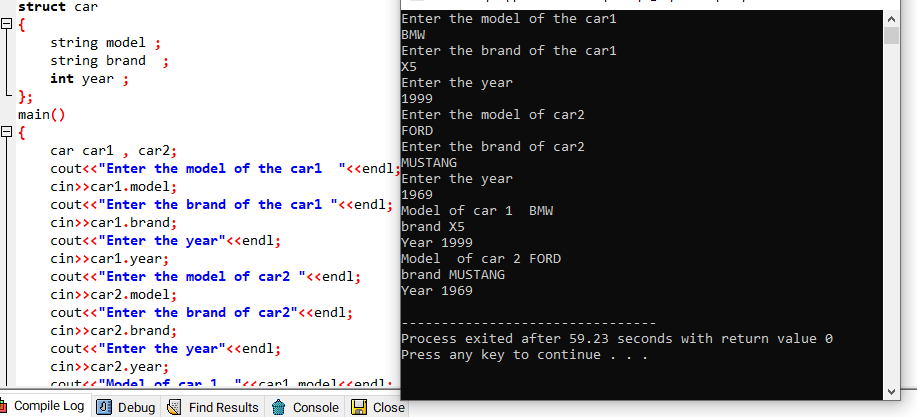 struct car
{
string model ;
string brand  ;
int year ;
};
main()
{
car car1 , car2;
cout<<"Enter the model of the car1  "<<endl;
cin>>car1.model;
cout<<"Enter the brand of the car1 "<<endl;
cin>>car1.brand;
cout<<"Enter the year"<<endl;
cin>>car1.year;
cout<<"Enter the model of car2 "<<endl;
cin>>car2.model;
cout<<"Enter the brand of car2"<<endl;
cin>>car2.brand;
cout<<"Enter the year"<<endl;
cin>>car2.year;
cout<<"Model of car 1  "<<car1.model<<endl;
Enter the model of the car1
BMW
Enter the brand of the car1
X5
Enter the year
1999
Enter the model of car2
FORD
Enter the brand of car2
MUSTANG
Enter the year
1969
Model of car 1  BMW
brand X5
Year 1999
Model  of car 2 FORD
brand MUSTANG
Year 1969
--------------------------------
Process exited after 59.23 seconds with return value 0
Press any key to continue . . .
Compile Log Debug Find Results Console Close